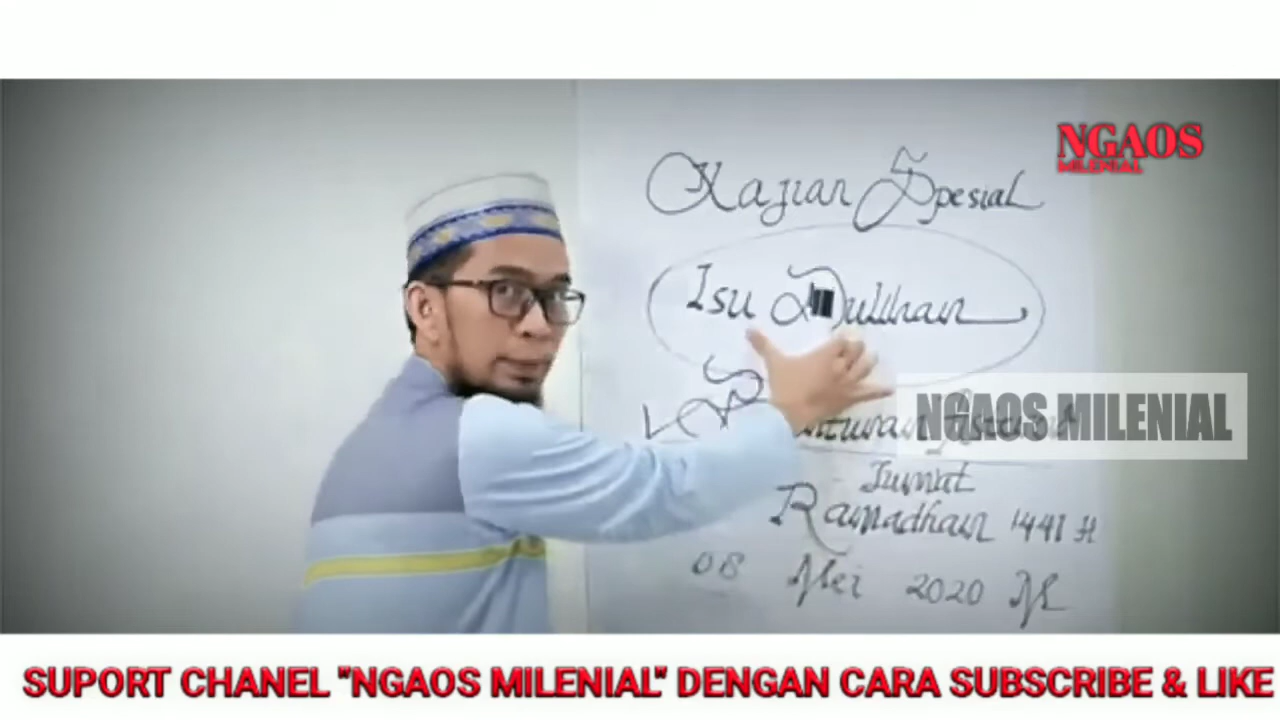 NGAOS
MILENIAL
Kajian Spesial
Isu
NGAOS MILENIAL
Jumat
Ramadhan 1441 H
08 Mei 2020 M
SUPORT CHANEL "NGAOS MILENIAL" DENGAN CARA SUBSCRIBE & LIKE